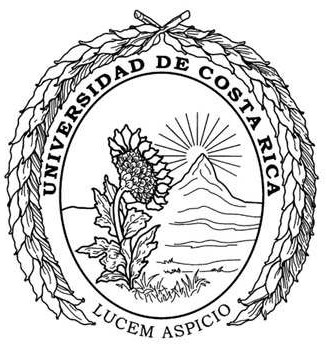 UNIVERSIDAD DE COSTA RICA
LUCEM ASPICIO